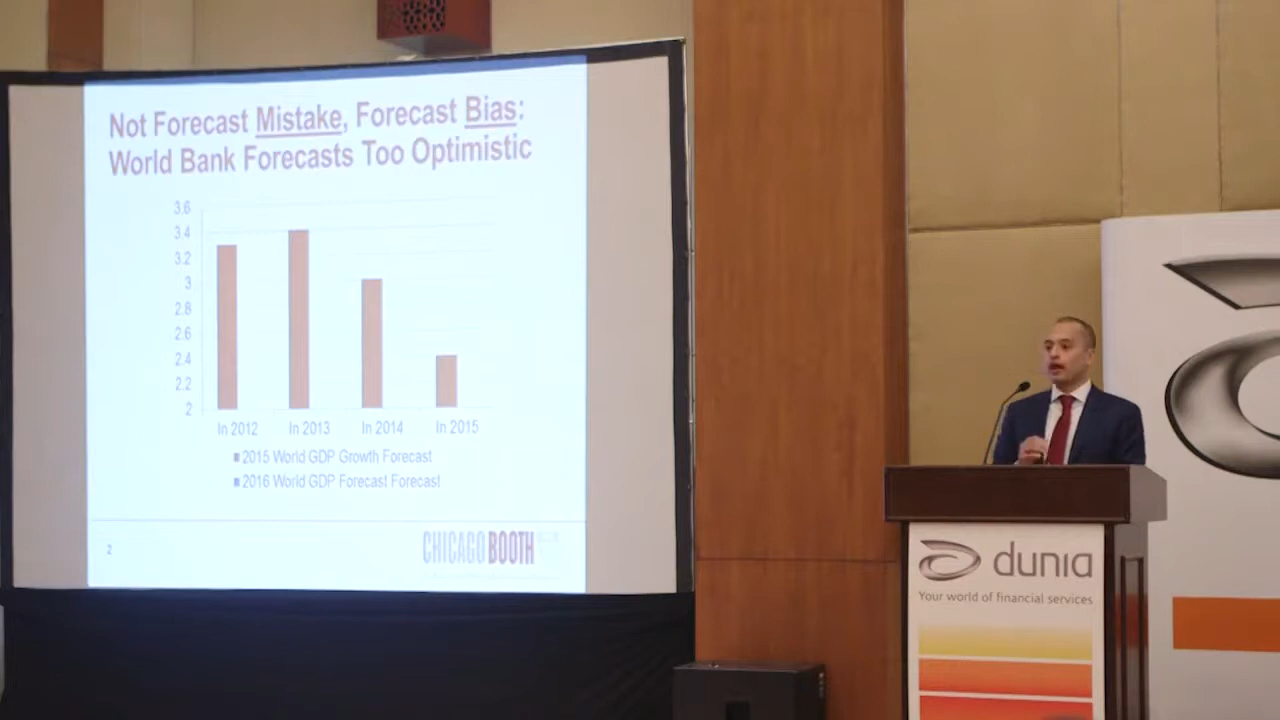 Not Forecast Mistake, Forecast Bias:
World Bank Forecasts Too Optimistic
3.6
3.4
3.2
3
2.8
2.6
2.4
2.2
2
In 2012 In 2013 In 2014 In 2015
2015 World GDP Growth Forecast
2016 World GDP Forecast Forecast
2
CHICAGO BOOTH
dunia
Your world of financial services